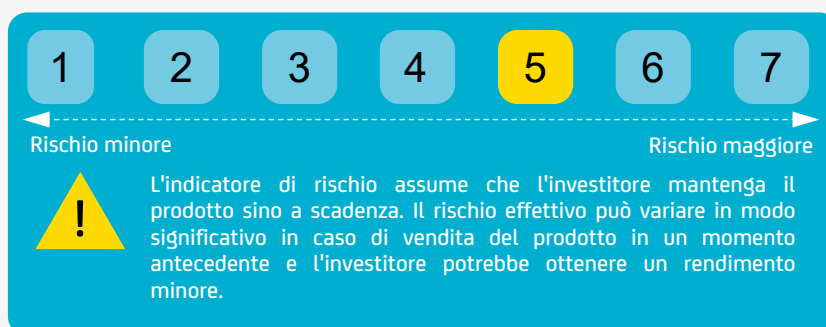 1 2 3 4 5 6 7
Rischio minore Rischio maggiore
!
L'indicatore di rischio assume che l'investitore mantenga il
prodotto sino a scadenza. Il rischio effettivo può variare in modo
significativo in caso di vendita del prodotto in un momento
antecedente e l'investitore potrebbe ottenere un rendimento
minore.